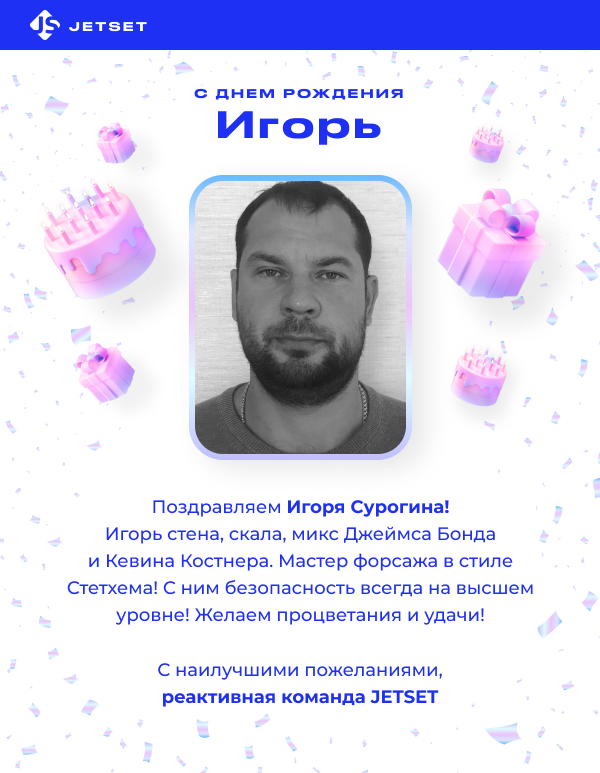 JS JETSET
С ДНЕМ РОЖДЕНИЯ
Игорь
Поздравляем Игоря Сурогина!
Игорь стена, скала, микс Джеймса Бонда
и Кевина Костнера. Мастер форсажа в стиле
Стетхема! С ним безопасность всегда на высшем
уровне! Желаем процветания и удачи!
С наилучшими пожеланиями,
реактивная команда JETSET